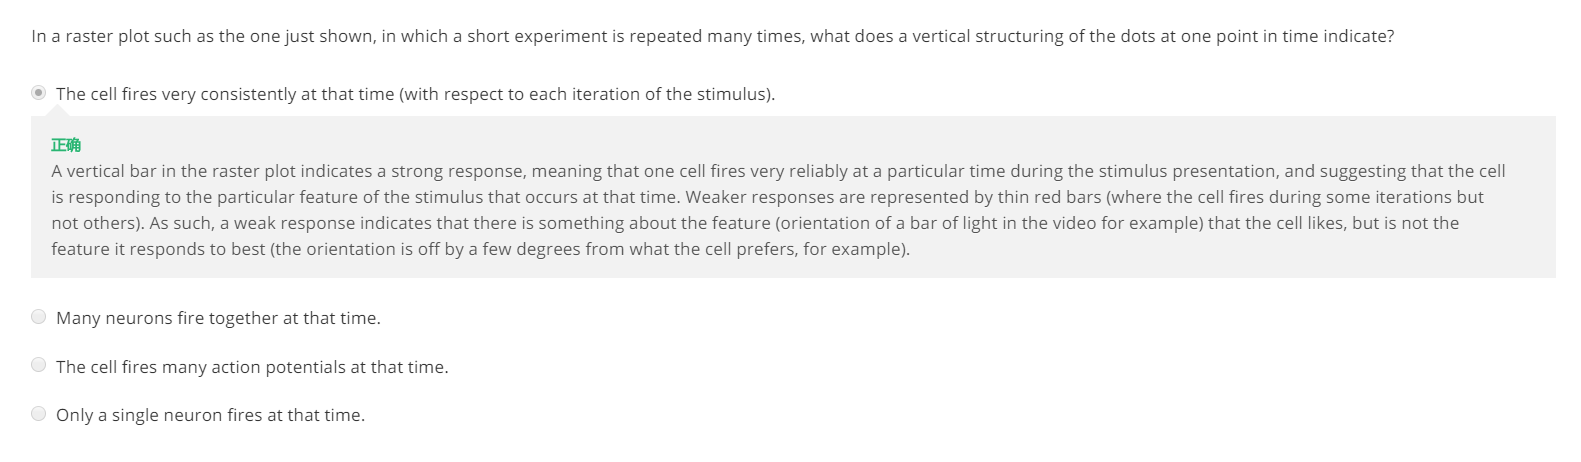 In a raster plot such as the one just shown, in which a short experiment is repeated many times, what does a vertical structuring of the dots at one point in time indicate?
The cell fires very consistently at that time (with respect to each iteration of the stimulus).
正确
A vertical bar in the raster plot indicates a strong response, meaning that one cell fires very reliably at a particular time during the stimulus presentation, and suggesting that the cell
is responding to the particular feature of the stimulus that occurs at that time. Weaker responses are represented by thin red bars (where the cell fires during some iterations but
not others). As such, a weak response indicates that there is something about the feature (orientation of a bar of light in the video for example) that the cell likes, but is not the
feature it responds to best (the orientation is off by a few degrees from what the cell prefers, for example).
Many neurons fire together at that time.
The cell fires many action potentials at that time.
Only a single neuron fires at that time.